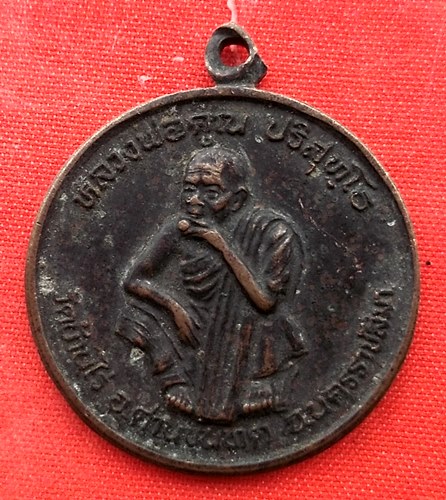 หลวงพ่อคูณ ปริสุทฺโธ
วัดบ้านไร่ อ.ด่านขุนทด จ.นครราชสีมา